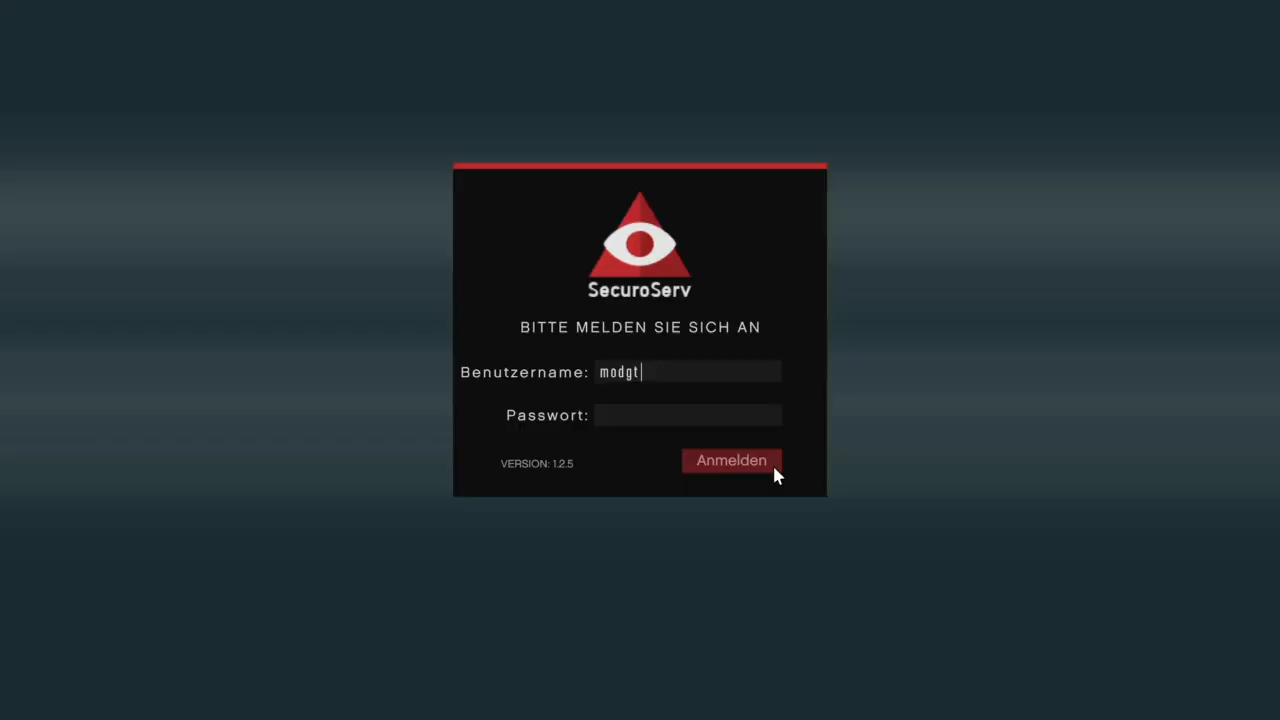 SecuroServ
BITTE MELDEN SIE SICH AN
Benutzername: modgt
Passwort:
VERSION: 1.2.5 Anmelden